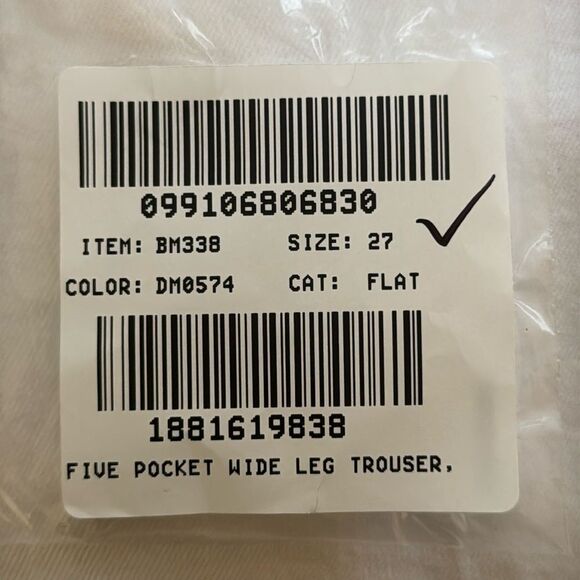 099106806830
ITEM: BM338 SIZE: 27
COLOR: DM0574 CAT: FLAT
1881619838
FIVE POCKET WIDE LEG TROUSER,